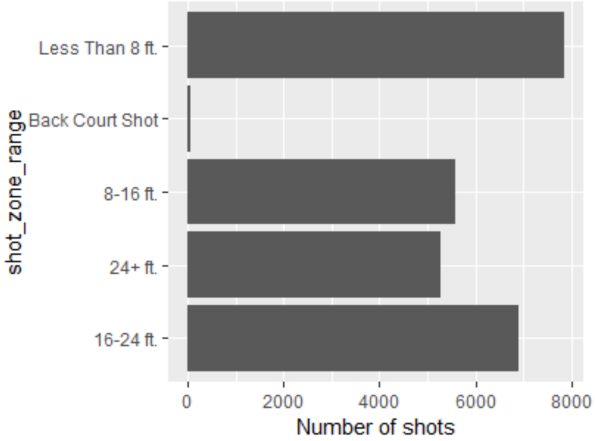 Less Than 8 ft.
Back Court Shot
8-16 ft.
24+ ft.
16-24 ft.
shot_zone_range
0 2000 4000 6000 8000
Number of shots